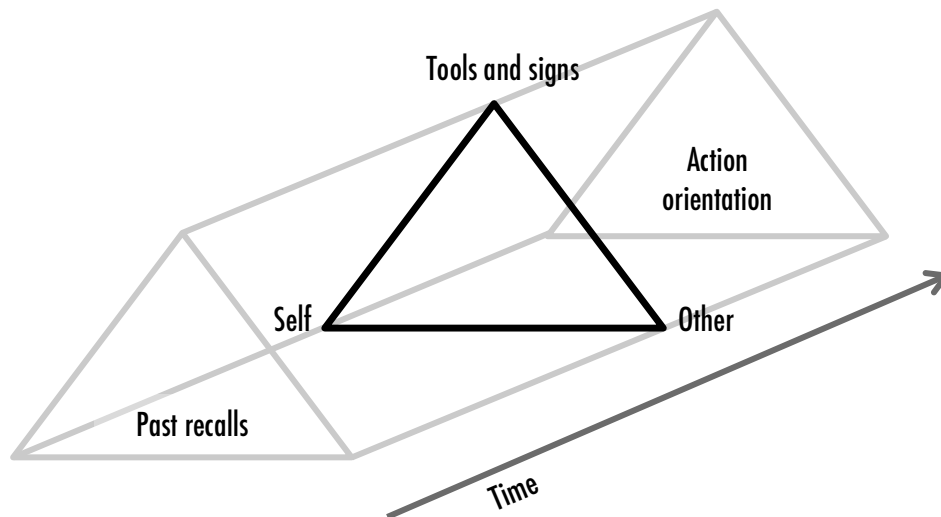 Tools and signs
Action
orientation
Self
Other
Past recalls
Time